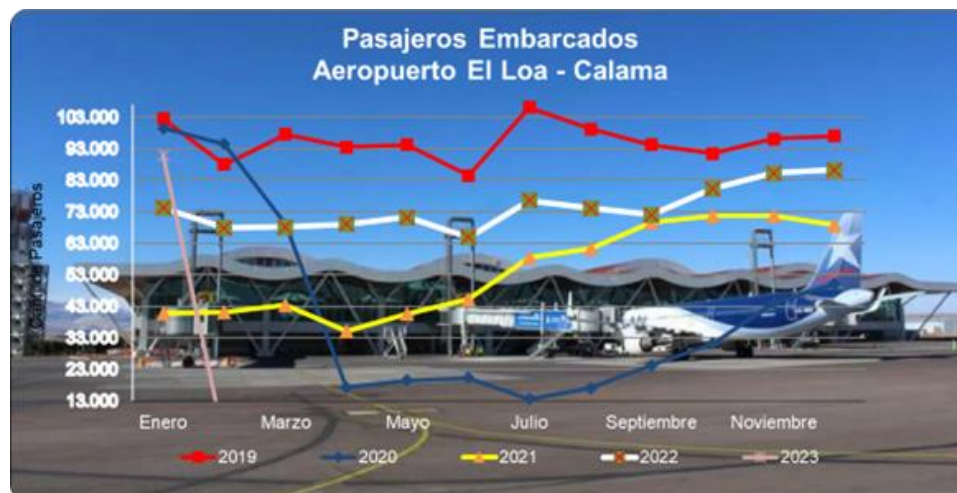 Pasajeros Embarcados
Aeropuerto El Loa - Calama
103.000
93.000
83.000
73.000
63.000
53.000
43.000
33.000
23.000
13.000
Pasajeros
Enero Marzo Mayo Julio Septiembre Noviembre
2019 2020 2021 2022 2023